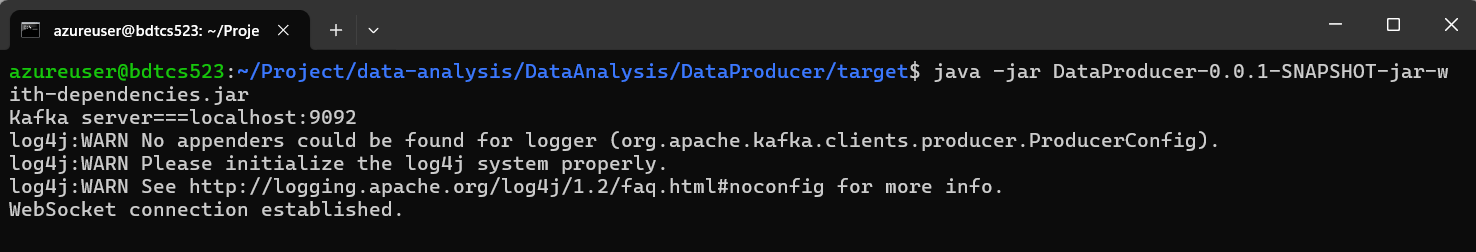 azureuser@bdtcs523: ~/Proje
azureuser@bdtcs523:~/Project/data-analysis/DataAnalysis/DataProducer/target$ java -jar DataProducer-0.0.1-SNAPSHOT-jar-w
ith-dependencies.jar
Kafka server===localhost:9092
log4j:WARN No appenders could be found for logger (org.apache.kafka.clients.producer.ProducerConfig).
log4j:WARN Please initialize the log4j system properly.
log4j:WARN See http://logging.apache.org/log4j/1.2/faq.html#noconfig for more info.
WebSocket connection established.